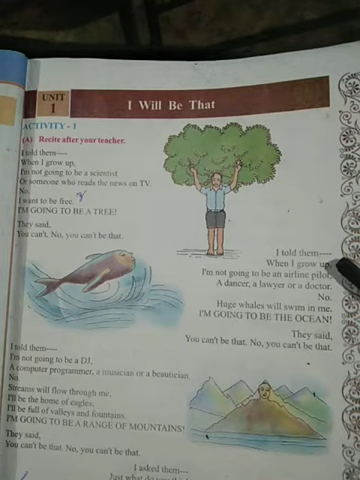 UNIT
1
I Will Be That
ACTIVITY - 1
(A) Recite after your teacher.
I told them----
When I grow up,
I'm not going to be a scientist
Or someone who reads the news on TV.
No.
I want to be free.
I'M GOING TO BE A TREE!
They said,
You can't. No, you can't be that.
I told them----
When I grow up,
I'm not going to be an airline pilot,
A dancer, a lawyer or a doctor.
No.
Huge whales will swim in me.
I'M GOING TO BE THE OCEAN!
They said,
You can't be that. No, you can't be that.
I told them----
I'm not going to be a DJ,
A computer programmer, a musician or a beautician.
No.
Streams will flow through me,
I'll be the home of eagles;
I'll be full of valleys and fountains.
I'M GOING TO BE A RANGE OF MOUNTAINS!
They said,
You can't be that. No, you can't be that.
I asked them----
Just what do